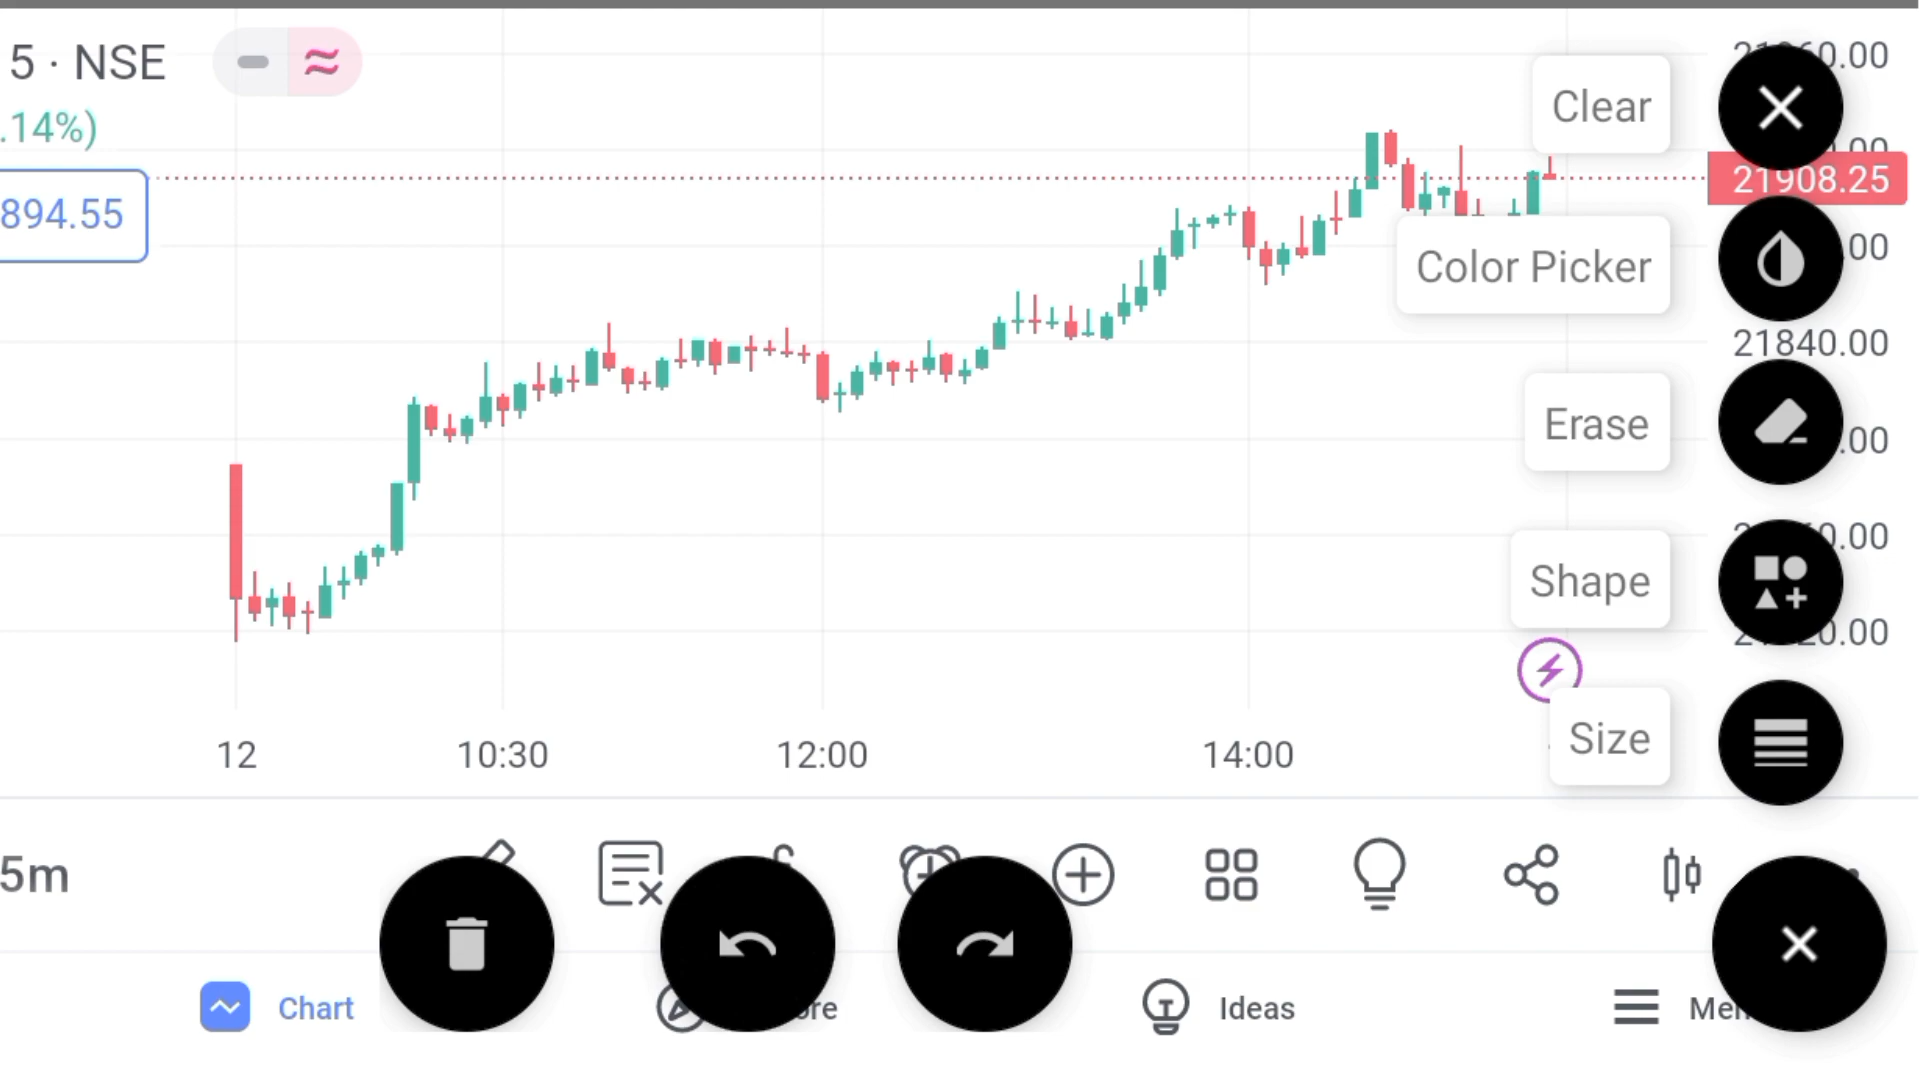 5 · NSE
.14%)
894.55
Clear
21908.25
Color Picker
21840.00
Erase
Shape
Size
12 10:30 12:00 14:00
5m
Chart
Ideas